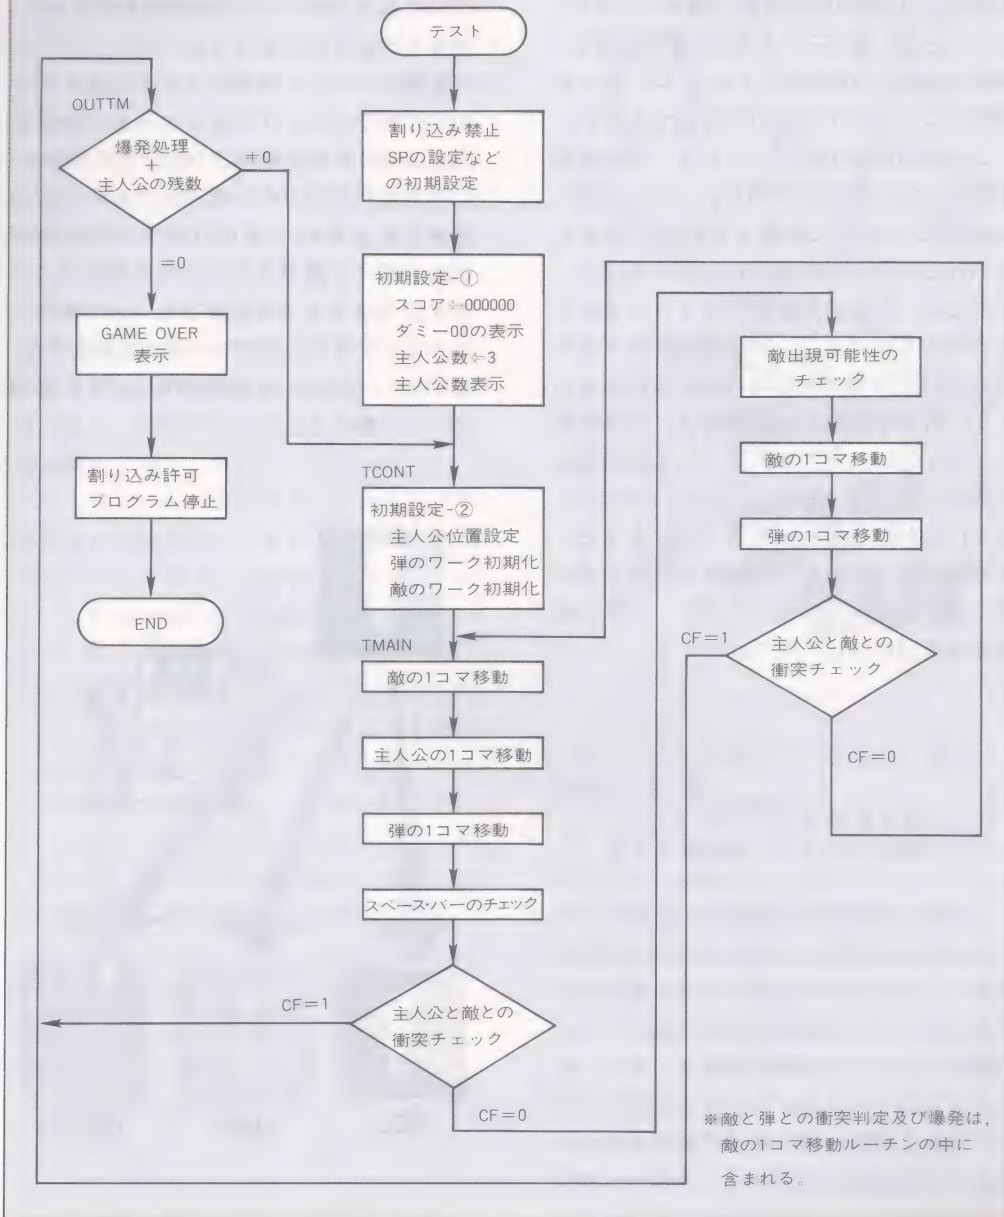 テスト
割り込み禁止
SPの設定など
の初期設定
初期設定-①
スコア⇐000000
ダミー00の表示
主人公数⇐3
主人公数表示
TCONT
初期設定-②
主人公位置設定
弾のワーク初期化
敵のワーク初期化
TMAIN
敵の1コマ移動
主人公の1コマ移動
弾の1コマ移動
スペース・バーのチェック
主人公と敵との
衝突チェック
CF=1
CF=0
OUTTM
爆発処理
+
主人公の残数
≠0
=0
GAME OVER
表示
割り込み許可
プログラム停止
END
敵出現可能性の
チェック
敵の1コマ移動
弾の1コマ移動
主人公と敵との
衝突チェック
CF=1
CF=0
※敵と弾との衝突判定及び爆発は,
敵の1コマ移動ルーチンの中に
含まれる。